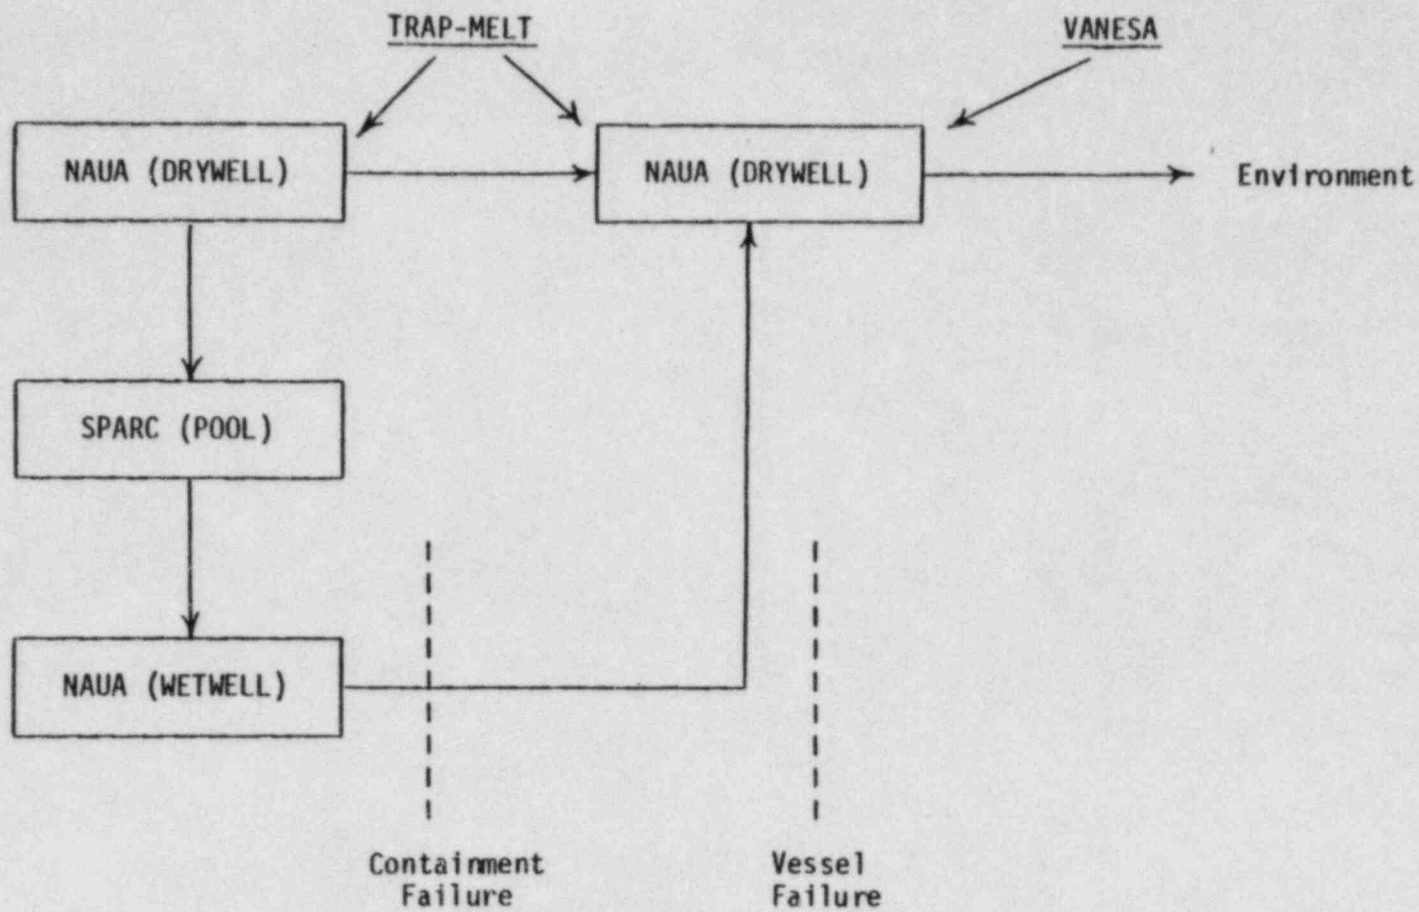 TRAP-MELT
VANESA
NAUA (DRYWELL)
NAUA (DRYWELL)
Environment
SPARC (POOL)
NAUA (WETWELL)
Containment
Failure
Vessel
Failure